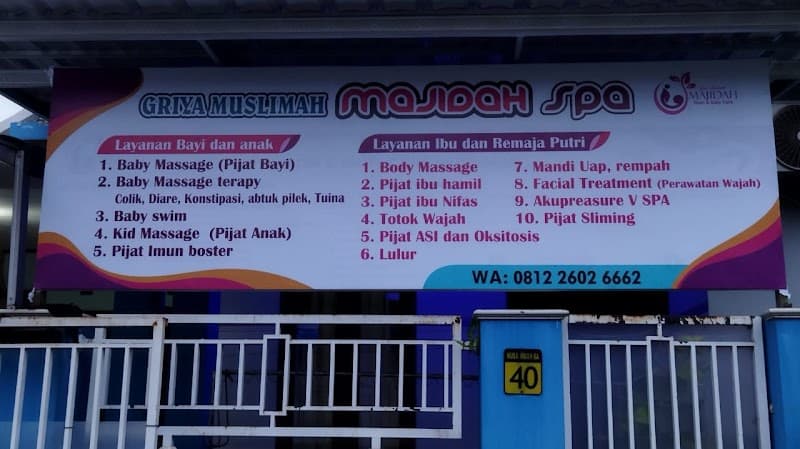 GRIYA MUSLIMAH MAJIDAH SPA
MAJIDAH
Layanan Bayi dan anak
1. Baby Massage (Pijat Bayi)
2. Baby Massage terapy
Colik, Diare, Konstipasi, abtuk pilek, Tuina
3. Baby swim
4. Kid Massage (Pijat Anak)
5. Pijat Imun boster
Layanan Ibu dan Remaja Putri
1. Body Massage
2. Pijat ibu hamil
3. Pijat ibu Nifas
4. Totok Wajah
5. Pijat ASI dan Oksitosis
6. Lulur
7. Mandi Uap, rempah
8. Facial Treatment (Perawatan Wajah)
9. Akupreasure V SPA
10. Pijat Sliming
WA: 0812 2602 6662
40